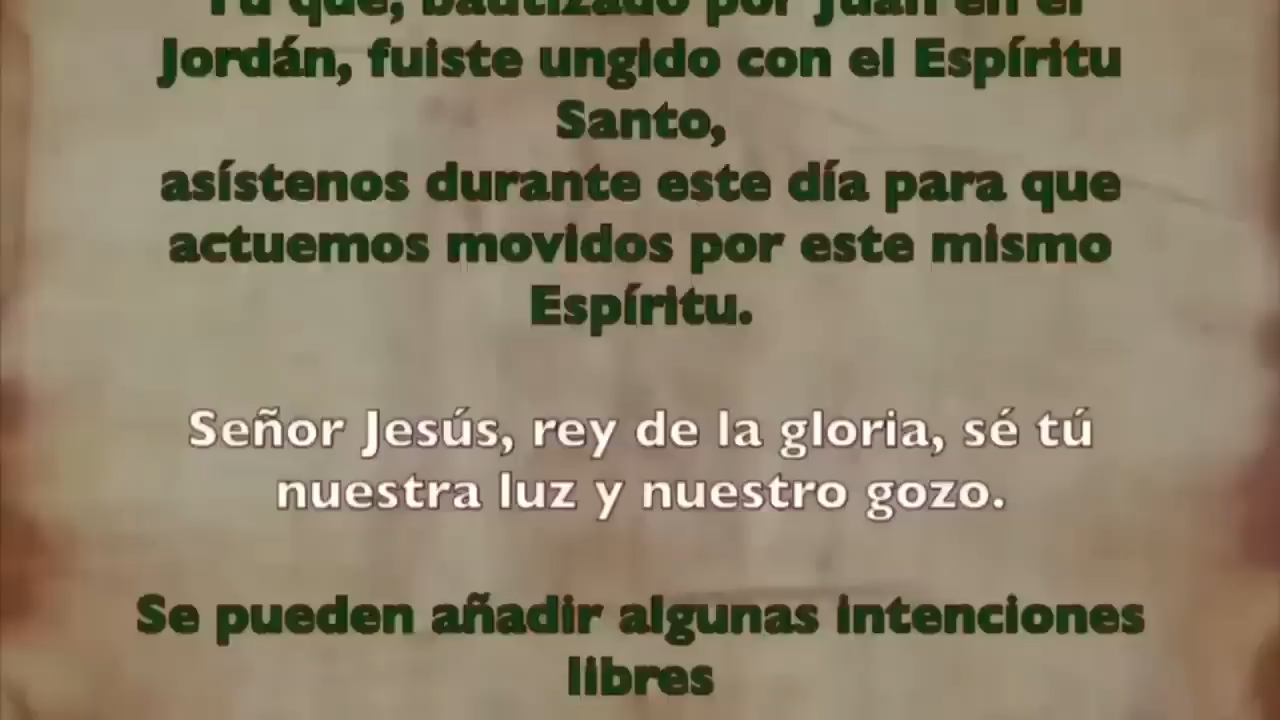 Tú que, bautizado por Juan en el
Jordán, fuiste ungido con el Espíritu
Santo,
asístenos durante este día para que
actuemos movidos por este mismo
Espíritu.
Señor Jesús, rey de la gloria, sé tú
nuestra luz y nuestro gozo.
Se pueden añadir algunas intenciones
libres